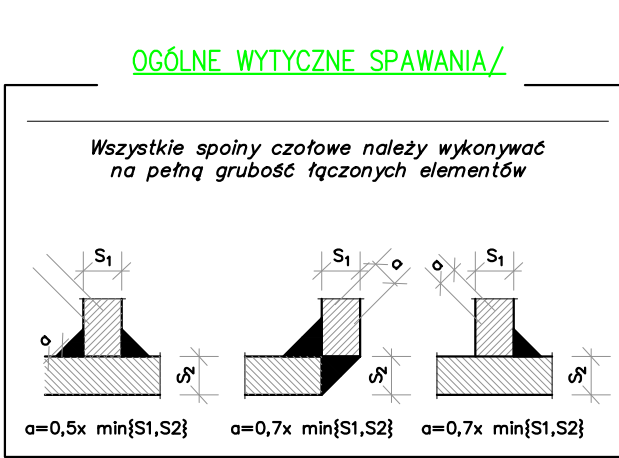 OGÓLNE WYTYCZNE SPAWANIA/
Wszystkie spoiny czołowe należy wykonywać
na pełną grubość łączonych elementów
S1 a S2
S1 a S2
a S1 S2
a=0,5x min{S1,S2} a=0,7x min{S1,S2} a=0,7x min{S1,S2}